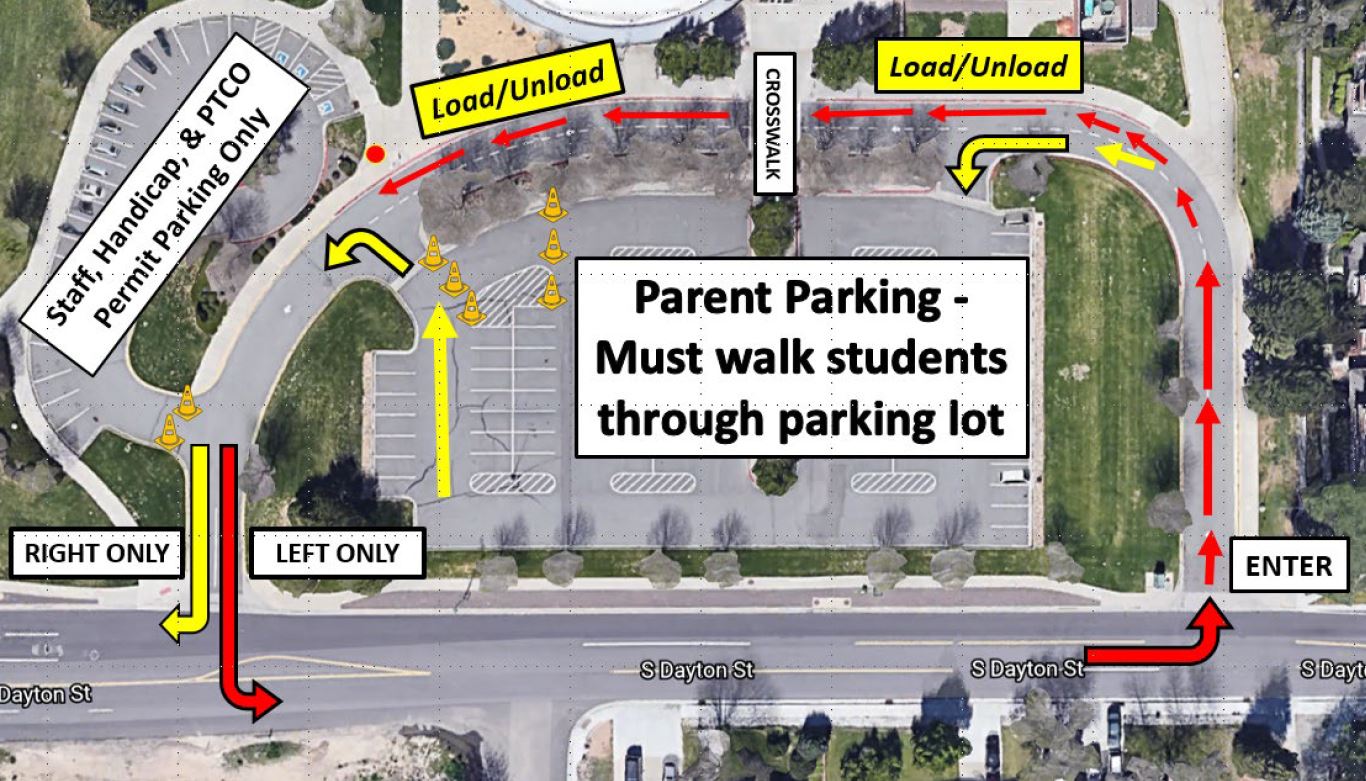 Staff, Handicap, & PTCO
Permit Parking Only
Load/Unload
CROSSWALK
Load/Unload
Parent Parking -
Must walk students
through parking lot
RIGHT ONLY
LEFT ONLY
ENTER
S Dayton St
S Dayton St
S Dayt
Dayton St